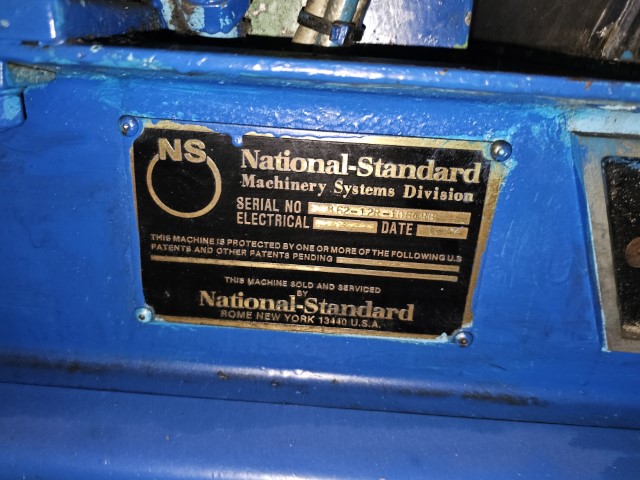 NS
National-Standard
Machinery Systems Division
SERIAL NO
ELECTRICAL DATE
THIS MACHINE IS PROTECTED BY ONE OR MORE OF THE FOLLOWING U.S
PATENTS AND OTHER PATENTS PENDING
THIS MACHINE SOLD AND SERVICED
BY
National-Standard
ROME NEW YORK 13440 U.S.A.